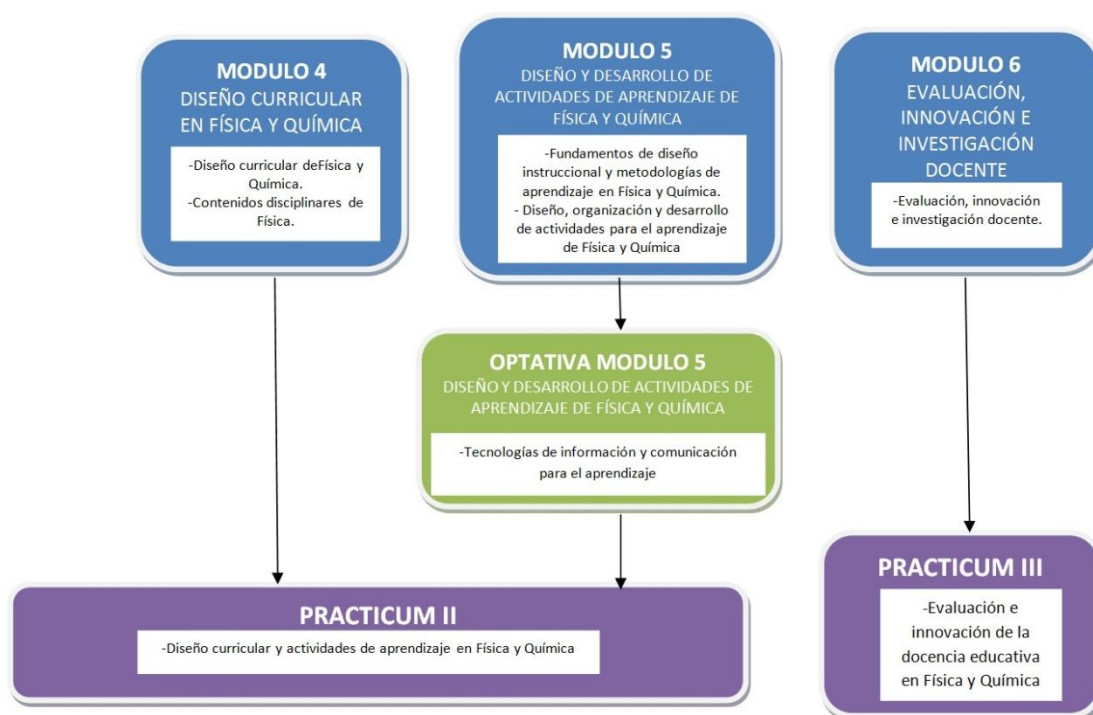 MODULO 4
DISEÑO CURRICULAR
EN FÍSICA Y QUÍMICA
-Diseño curricular deFísica y
Química.
-Contenidos disciplinares de
Física.
MODULO 5
DISEÑO Y DESARROLLO DE
ACTIVIDADES DE APRENDIZAJE DE
FÍSICA Y QUÍMICA
-Fundamentos de diseño
instruccional y metodologías de
aprendizaje en Física y Química.
- Diseño, organización y desarrollo
de actividades para el aprendizaje
de Física y Química
MODULO 6
EVALUACIÓN,
INNOVACIÓN E
INVESTIGACIÓN
DOCENTE
-Evaluación, innovación
e investigación docente.
OPTATIVA MODULO 5
DISEÑO Y DESARROLLO DE ACTIVIDADES DE
APRENDIZAJE DE FÍSICA Y QUÍMICA
-Tecnologías de información y comunicación
para el aprendizaje
PRACTICUM II
-Diseño curricular y actividades de aprendizaje en Física y Química
PRACTICUM III
-Evaluación e
innovación de la
docencia educativa
en Física y Química